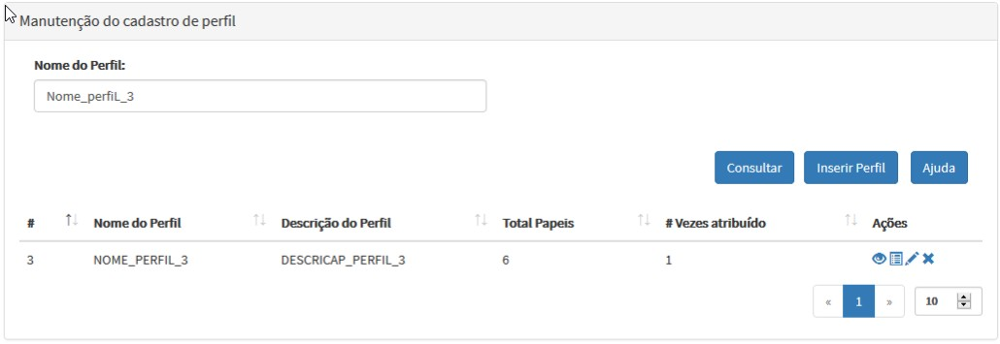 Manutenção do cadastro de perfil
Nome do Perfil:
Nome_perfiL_3
Consultar Inserir Perfil Ajuda
# Nome do Perfil Descrição do Perfil Total Papeis # Vezes atribuído Ações
3 NOME_PERFIL_3 DESCRICAP_PERFIL_3 6 1
« 1 » 10